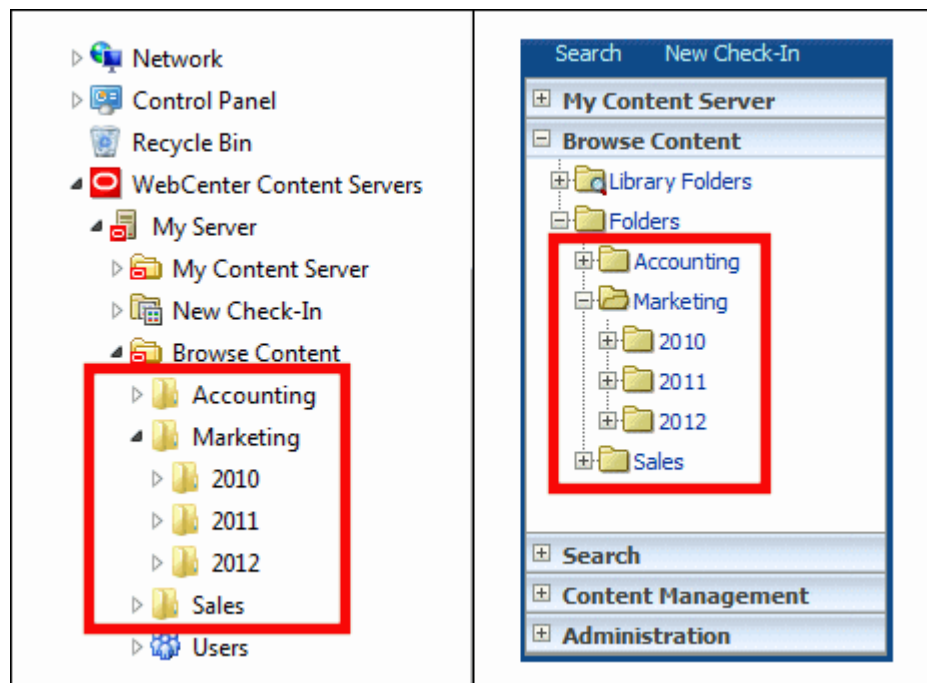 Network
Control Panel
Recycle Bin
WebCenter Content Servers
My Server
My Content Server
New Check-In
Browse Content
Accounting
Marketing
2010
2011
2012
Sales
Users
Search New Check-In
My Content Server
Browse Content
Library Folders
Folders
Accounting
Marketing
2010
2011
2012
Sales
Search
Content Management
Administration